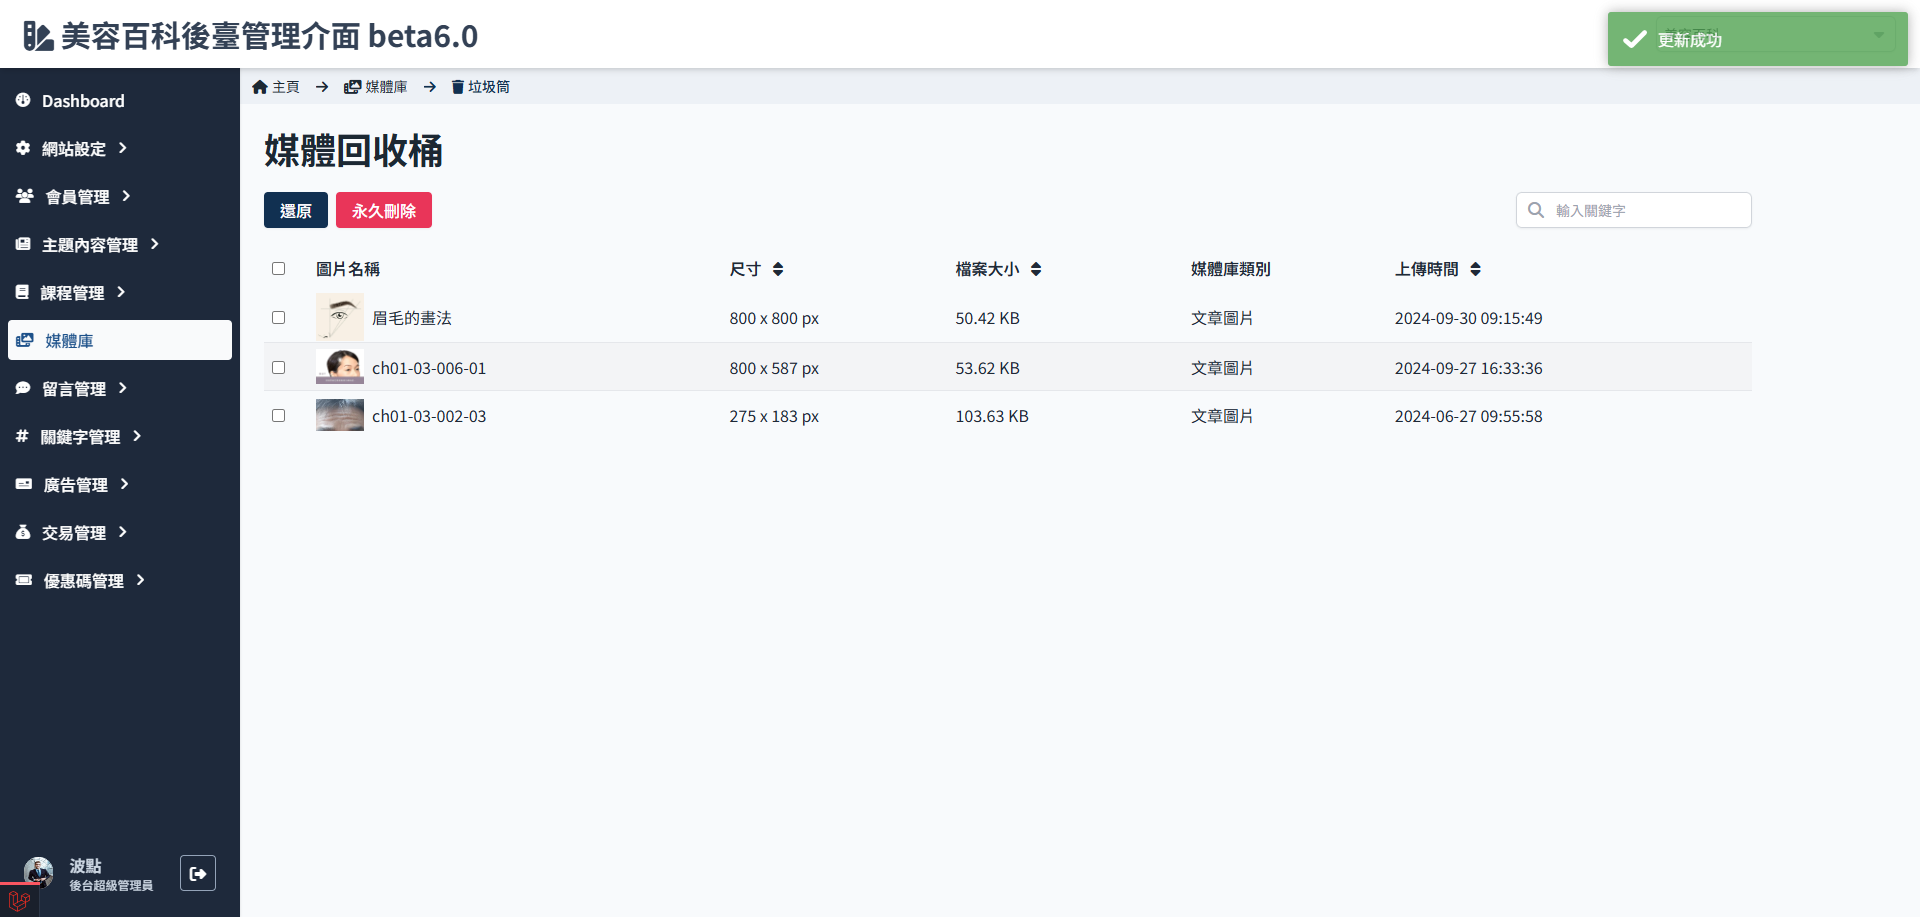 美容百科後臺管理介面 beta6.0
更新成功
Dashboard
網站設定
會員管理
主題內容管理
課程管理
媒體庫
留言管理
關鍵字管理
廣告管理
交易管理
優惠碼管理
波點
後台超級管理員
主頁 → 媒體庫 → 垃圾筒
媒體回收桶
還原 永久刪除 輸入關鍵字
圖片名稱 尺寸 檔案大小 媒體庫類別 上傳時間
眉毛的畫法 800 x 800 px 50.42 KB 文章圖片 2024-09-30 09:15:49
ch01-03-006-01 800 x 587 px 53.62 KB 文章圖片 2024-09-27 16:33:36
ch01-03-002-03 275 x 183 px 103.63 KB 文章圖片 2024-06-27 09:55:58